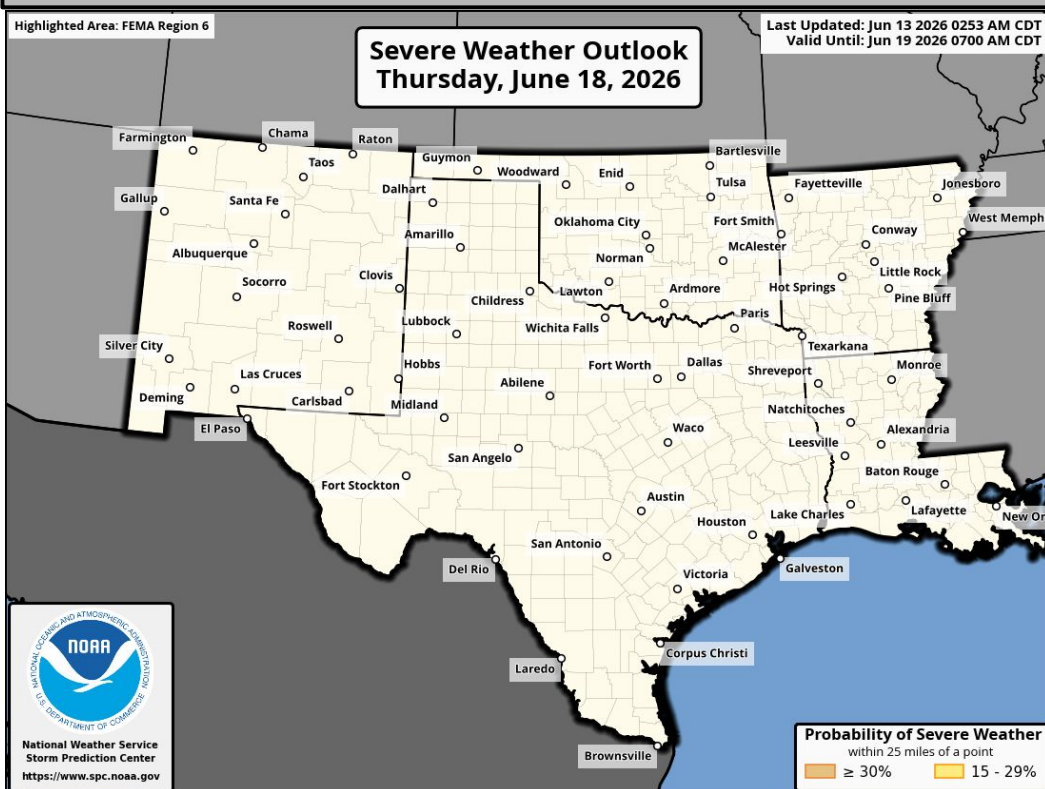 Highlighted Area: FEMA Region 6
Last Updated: Jun 13 2026 0253 AM CDT
Valid Until: Jun 19 2026 0700 AM CDT
Severe Weather Outlook
Thursday, June 18, 2026
Farmington
Chama
Raton
Taos
Guymon
Woodward
Enid
Bartlesville
Tulsa
Fayetteville
Jonesboro
Gallup
Santa Fe
Dalhart
Oklahoma City
Fort Smith
West Memph
Albuquerque
Amarillo
Norman
McAlester
Conway
Little Rock
Socorro
Clovis
Childress
Lawton
Ardmore
Hot Springs
Pine Bluff
Roswell
Lubbock
Wichita Falls
Paris
Texarkana
Silver City
Las Cruces
Hobbs
Abilene
Fort Worth
Dallas
Shreveport
Monroe
Deming
Carlsbad
Midland
Natchitoches
El Paso
Waco
Alexandria
San Angelo
Leesville
Fort Stockton
Baton Rouge
Austin
Lake Charles
Lafayette
New Or
Houston
San Antonio
Del Rio
Galveston
Victoria
Laredo
Corpus Christi
Brownsville
NATIONAL OCEANIC AND ATMOSPHERIC ADMINISTRATION
NOAA
U.S. DEPARTMENT OF COMMERCE
National Weather Service
Storm Prediction Center
https://www.spc.noaa.gov
Probability of Severe Weather
within 25 miles of a point
≥ 30%
15 - 29%